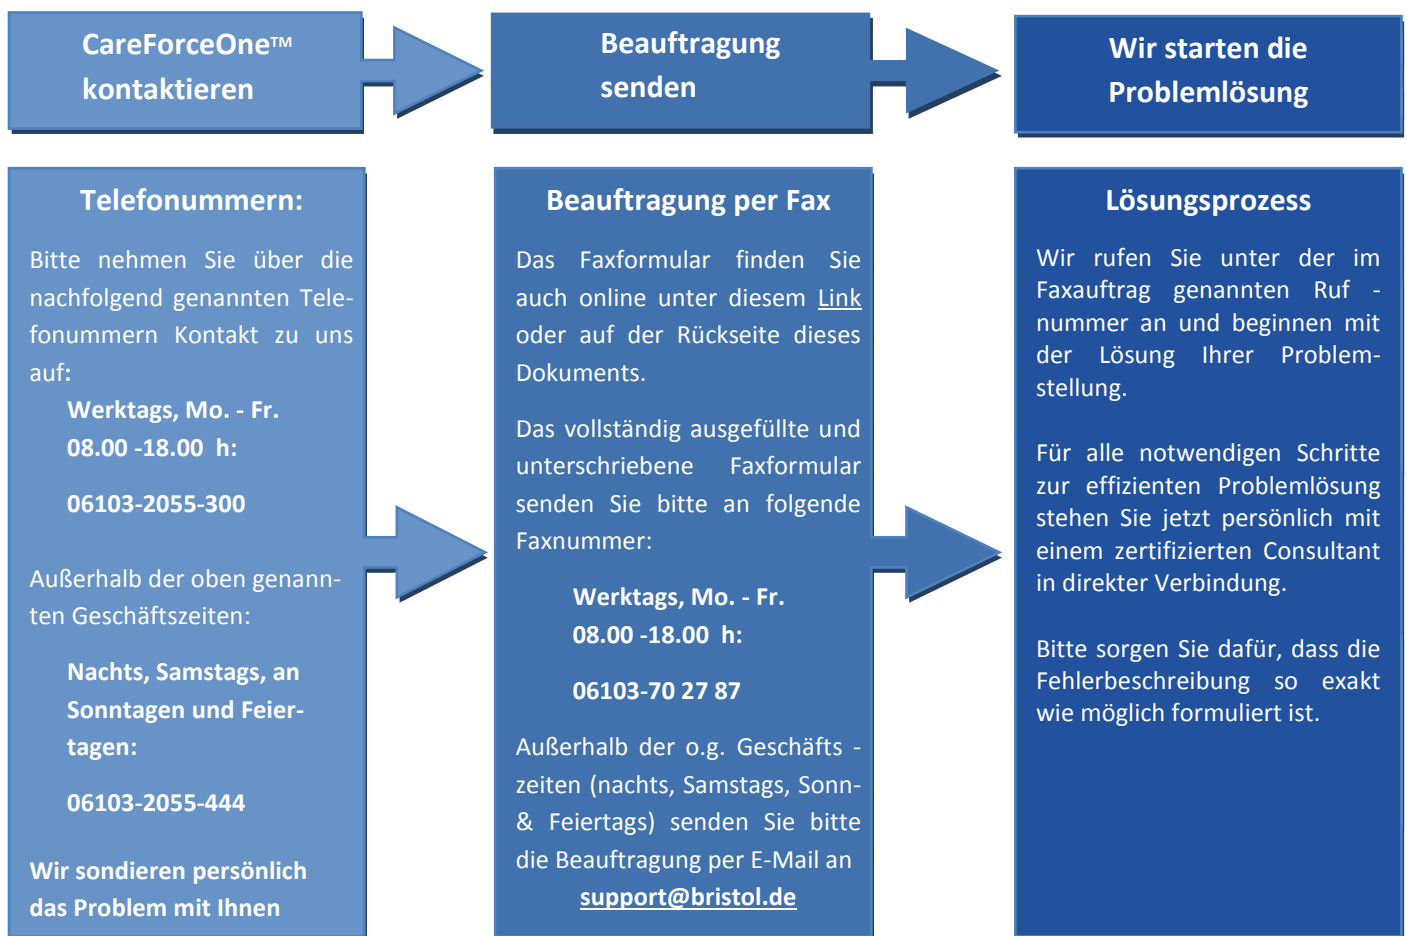 CareForceOne™
kontaktieren
Beauftragung
senden
Wir starten die
Problemlösung
Telefonummern:
Bitte nehmen Sie über die
nachfolgend genannten Tele-
fonummern Kontakt zu uns
auf:
Werktags, Mo. - Fr.
08.00 -18.00 h:
06103-2055-300
Außerhalb der oben genann-
ten Geschäftszeiten:
Nachts, Samstags, an
Sonntagen und Feier-
tagen:
06103-2055-444
Wir sondieren persönlich
das Problem mit Ihnen
Beauftragung per Fax
Das Faxformular finden Sie
auch online unter diesem Link
oder auf der Rückseite dieses
Dokuments.
Das vollständig ausgefüllte und
unterschriebene Faxformular
senden Sie bitte an folgende
Faxnummer:
Werktags, Mo. - Fr.
08.00 -18.00 h:
06103-70 27 87
Außerhalb der o.g. Geschäfts -
zeiten (nachts, Samstags, Sonn-
& Feiertags) senden Sie bitte
die Beauftragung per E-Mail an
support@bristol.de
Lösungsprozess
Wir rufen Sie unter der im
Faxauftrag genannten Ruf -
nummer an und beginnen mit
der Lösung Ihrer Problem-
stellung.
Für alle notwendigen Schritte
zur effizienten Problemlösung
stehen Sie jetzt persönlich mit
einem zertifizierten Consultant
in direkter Verbindung.
Bitte sorgen Sie dafür, dass die
Fehlerbeschreibung so exakt
wie möglich formuliert ist.